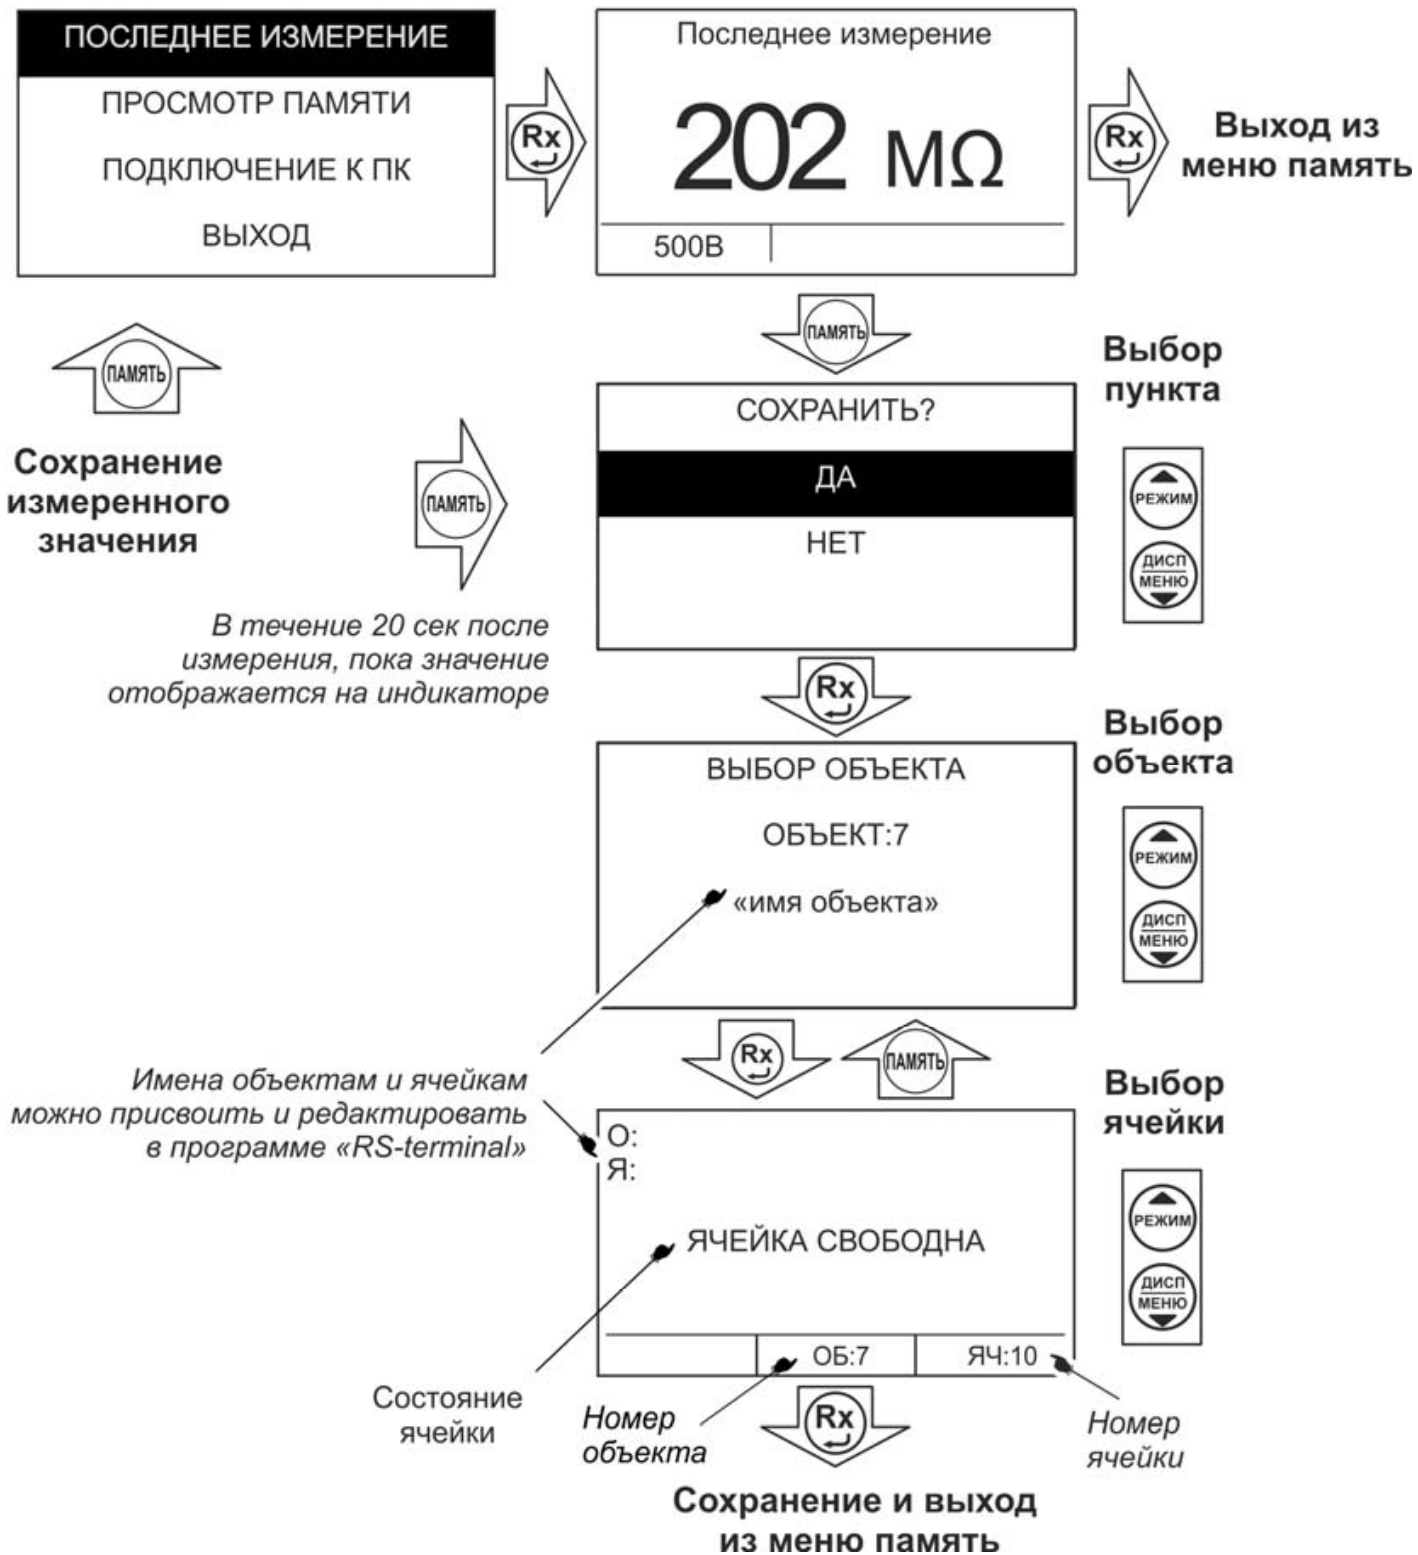 ПОСЛЕДНЕЕ ИЗМЕРЕНИЕ
ПРОСМОТР ПАМЯТИ
ПОДКЛЮЧЕНИЕ К ПК
ВЫХОД
Rx
Последнее измерение
202 МΩ
500В
Rx
Выход из
меню память
ПАМЯТЬ
Сохранение
измеренного
значения
ПАМЯТЬ
ПАМЯТЬ
В течение 20 сек после
измерения, пока значение
отображается на индикаторе
СОХРАНИТЬ?
ДА
НЕТ
Выбор
пункта
РЕЖИМ
ДИСП
МЕНЮ
Rx
ВЫБОР ОБЪЕКТА
ОБЪЕКТ:7
«имя объекта»
Выбор
объекта
РЕЖИМ
ДИСП
МЕНЮ
Rx
ПАМЯТЬ
Имена объектам и ячейкам
можно присвоить и редактировать
в программе «RS-terminal»
О:
Я:
ЯЧЕЙКА СВОБОДНА
ОБ:7
ЯЧ:10
Выбор
ячейки
РЕЖИМ
ДИСП
МЕНЮ
Состояние
ячейки
Номер
объекта
Rx
Номер
ячейки
Сохранение и выход
из меню память